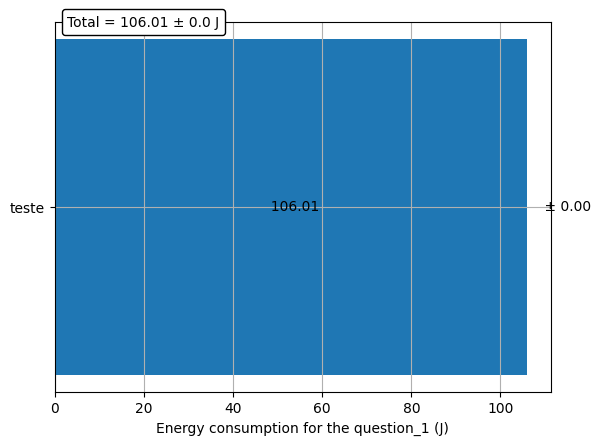 Total = 106.01 ± 0.0 J
teste
106.01
± 0.00
0 20 40 60 80 100
Energy consumption for the question_1 (J)